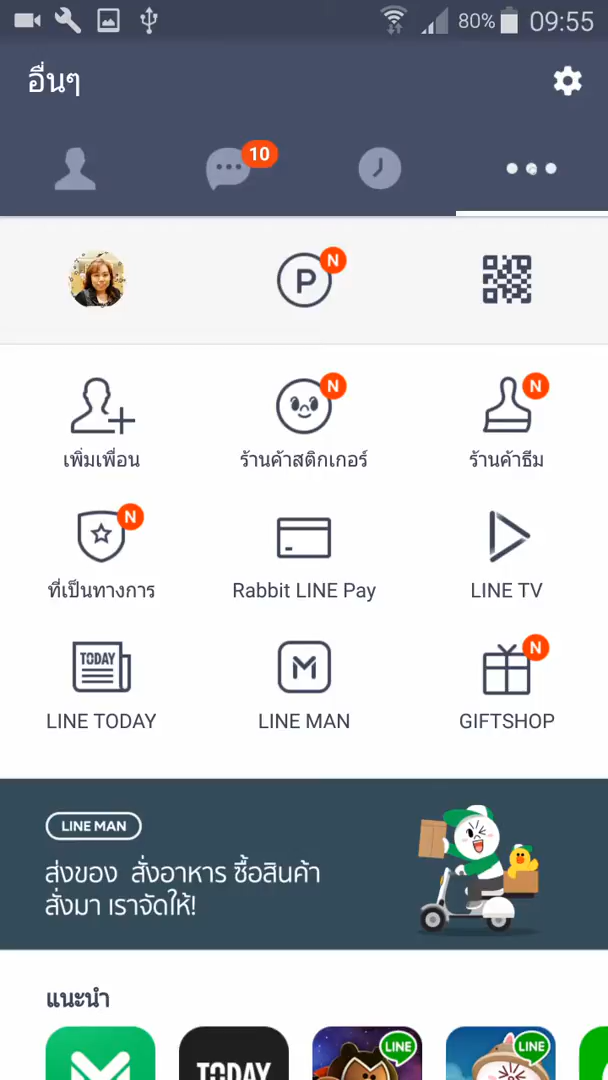 80% 09:55
อื่นๆ
10
N
P
N
N
เพิ่มเพื่อน
ร้านค้าสติกเกอร์
ร้านค้าธีม
N
ที่เป็นทางการ
Rabbit LINE Pay
LINE TV
TODAY
M
N
LINE TODAY
LINE MAN
GIFTSHOP
LINE MAN
ส่งของ สั่งอาหาร ซื้อสินค้า
สั่งมา เราจัดให้!
แนะนำ
TODAY
LINE
LINE